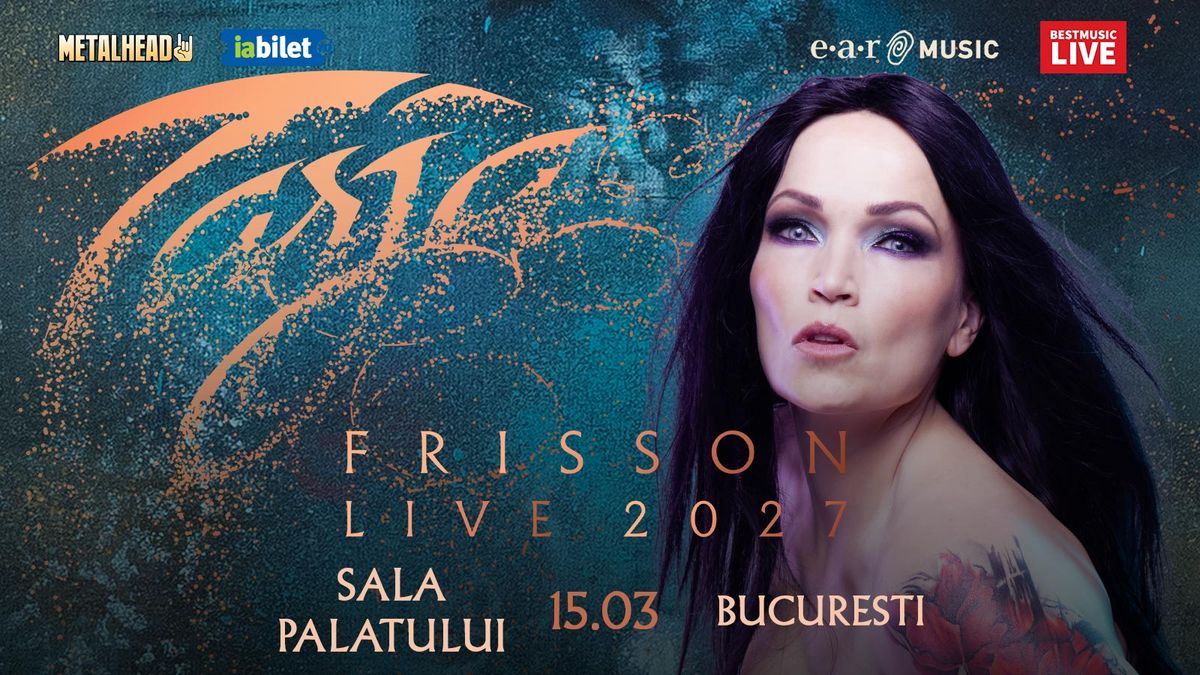 METALHEAD
iabilet
e·a·r MUSIC
BESTMUSIC
LIVE
Tarja
FRISSON
LIVE 2027
SALA
PALATULUI
15.03
BUCURESTI